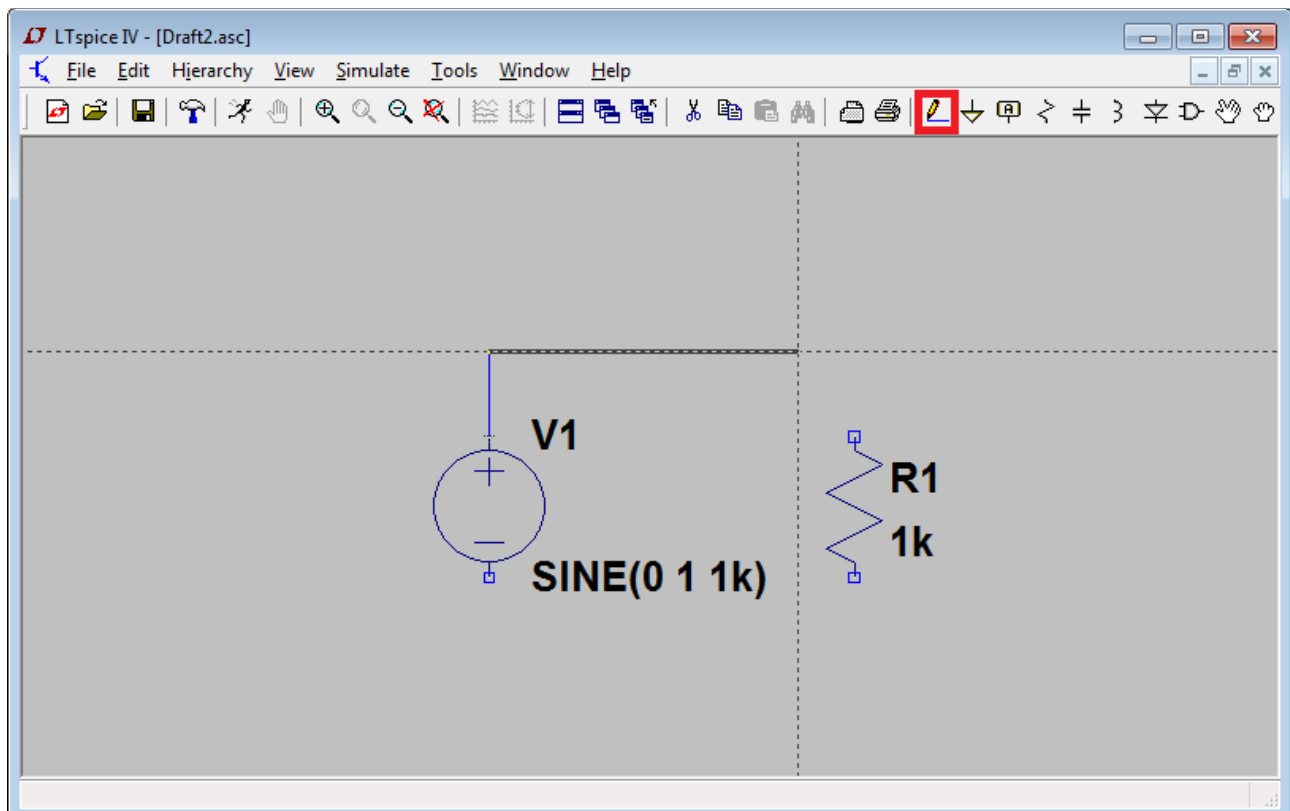 LTspice IV - [Draft2.asc]
File Edit Hierarchy View Simulate Tools Window Help
V1
R1
1k
SINE(0 1 1k)